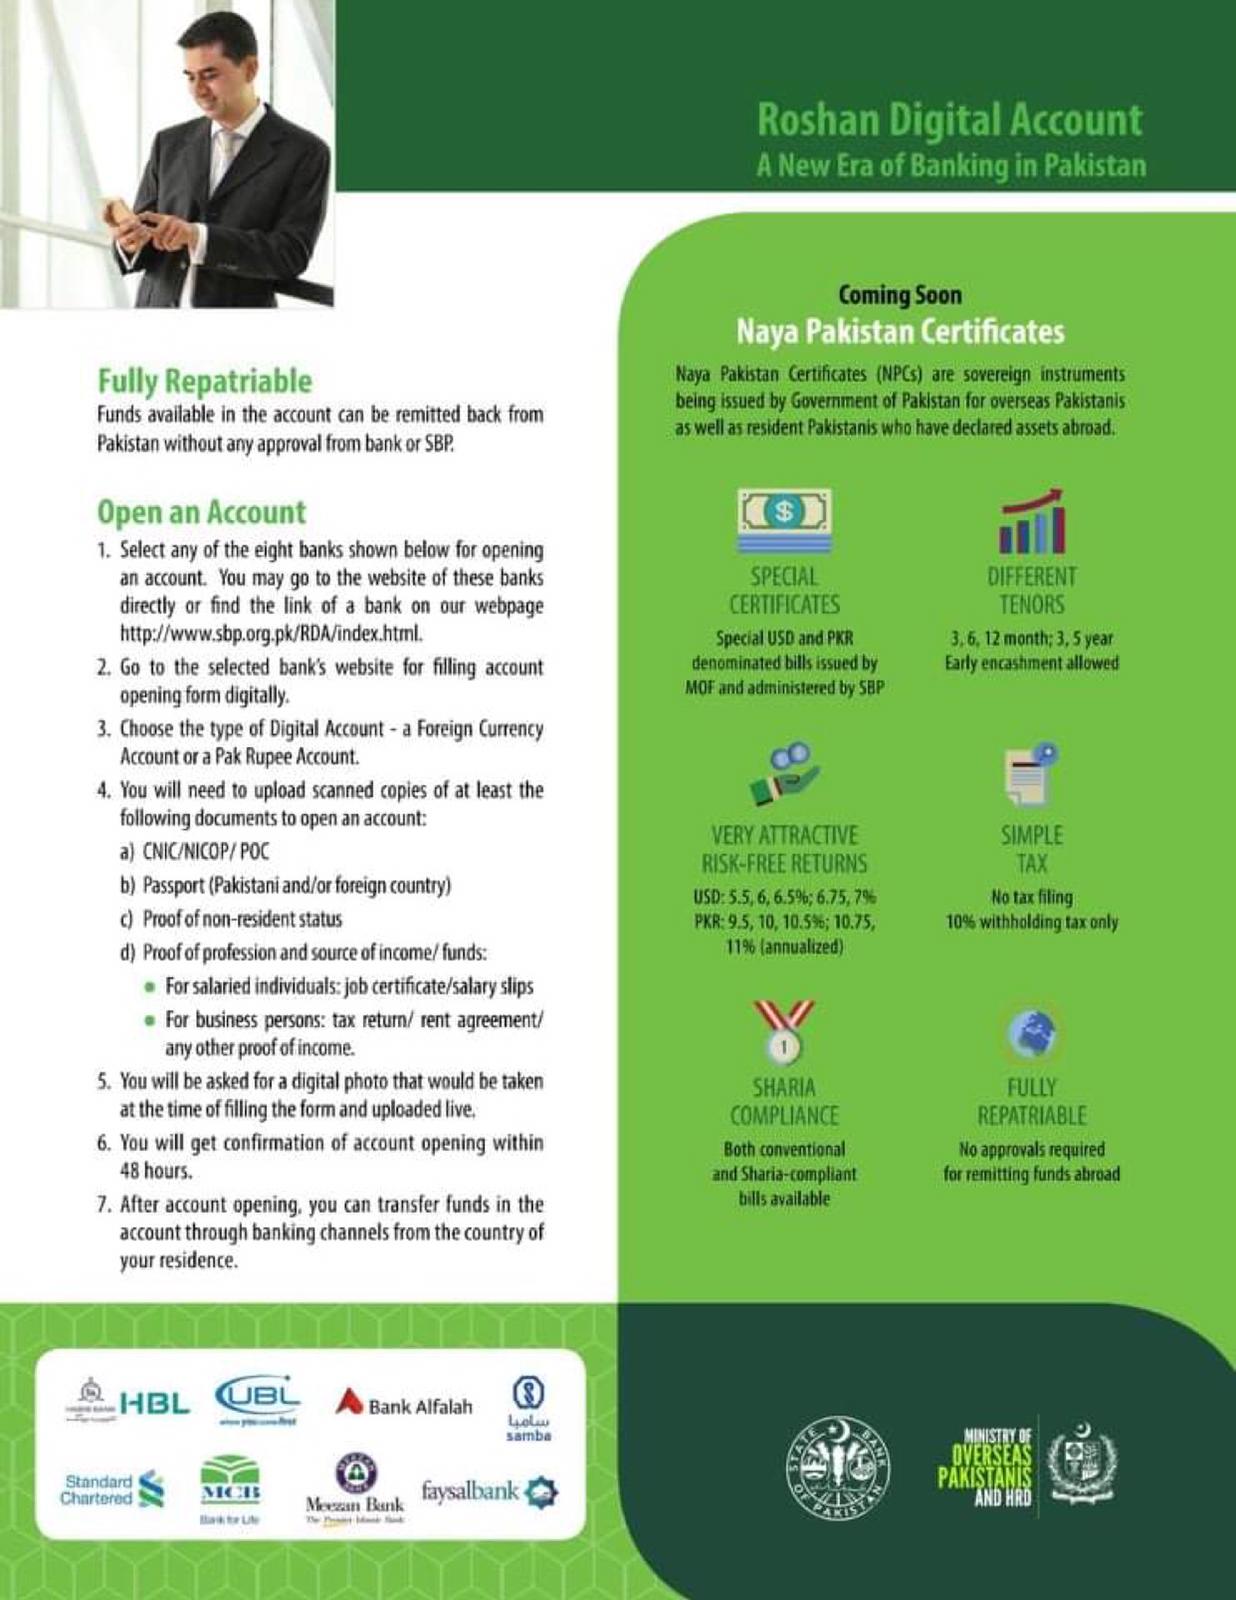 Roshan Digital Account
A New Era of Banking in Pakistan
Fully Repatriable
Funds available in the account can be remitted back from
Pakistan without any approval from bank or SBP.
Open an Account
1. Select any of the eight banks shown below for opening
an account. You may go to the website of these banks
directly or find the link of a bank on our webpage
http://www.sbp.org.pk/RDA/index.html.
2. Go to the selected bank's website for filling account
opening form digitally.
3. Choose the type of Digital Account - a Foreign Currency
Account or a Pak Rupee Account.
4. You will need to upload scanned copies of at least the
following documents to open an account:
a) CNIC/NICOP/ POC
b) Passport (Pakistani and/or foreign country)
c) Proof of non-resident status
d) Proof of profession and source of income/ funds:
● For salaried individuals: job certificate/salary slips
● For business persons: tax return/ rent agreement/
any other proof of income.
5. You will be asked for a digital photo that would be taken
at the time of filling the form and uploaded live.
6. You will get confirmation of account opening within
48 hours.
7. After account opening, you can transfer funds in the
account through banking channels from the country of
your residence.
Coming Soon
Naya Pakistan Certificates
Naya Pakistan Certificates (NPCs) are sovereign instruments
being issued by Government of Pakistan for overseas Pakistanis
as well as resident Pakistanis who have declared assets abroad.
$
SPECIAL
CERTIFICATES
Special USD and PKR
denominated bills issued by
MOF and administered by SBP
DIFFERENT
TENORS
3, 6, 12 month; 3, 5 year
Early encashment allowed
VERY ATTRACTIVE
RISK-FREE RETURNS
USD: 5.5, 6, 6.5%; 6.75, 7%
PKR: 9.5, 10, 10.5%; 10.75,
11% (annualized)
SIMPLE
TAX
No tax filing
10% withholding tax only
1
SHARIA
COMPLIANCE
Both conventional
and Sharia-compliant
bills available
FULLY
REPATRIABLE
No approvals required
for remitting funds abroad
HABIB BANK HBL
UBL
where you come first
Bank Alfalah
سامبا
samba
Standard
Chartered
MCB
Bank for Life
MEEZAN BANK
Meezan Bank
The Premier Islamic Bank
faysalbank
STATE BANK
OF PAKISTAN
MINISTRY OF
OVERSEAS
PAKISTANIS
AND HRD